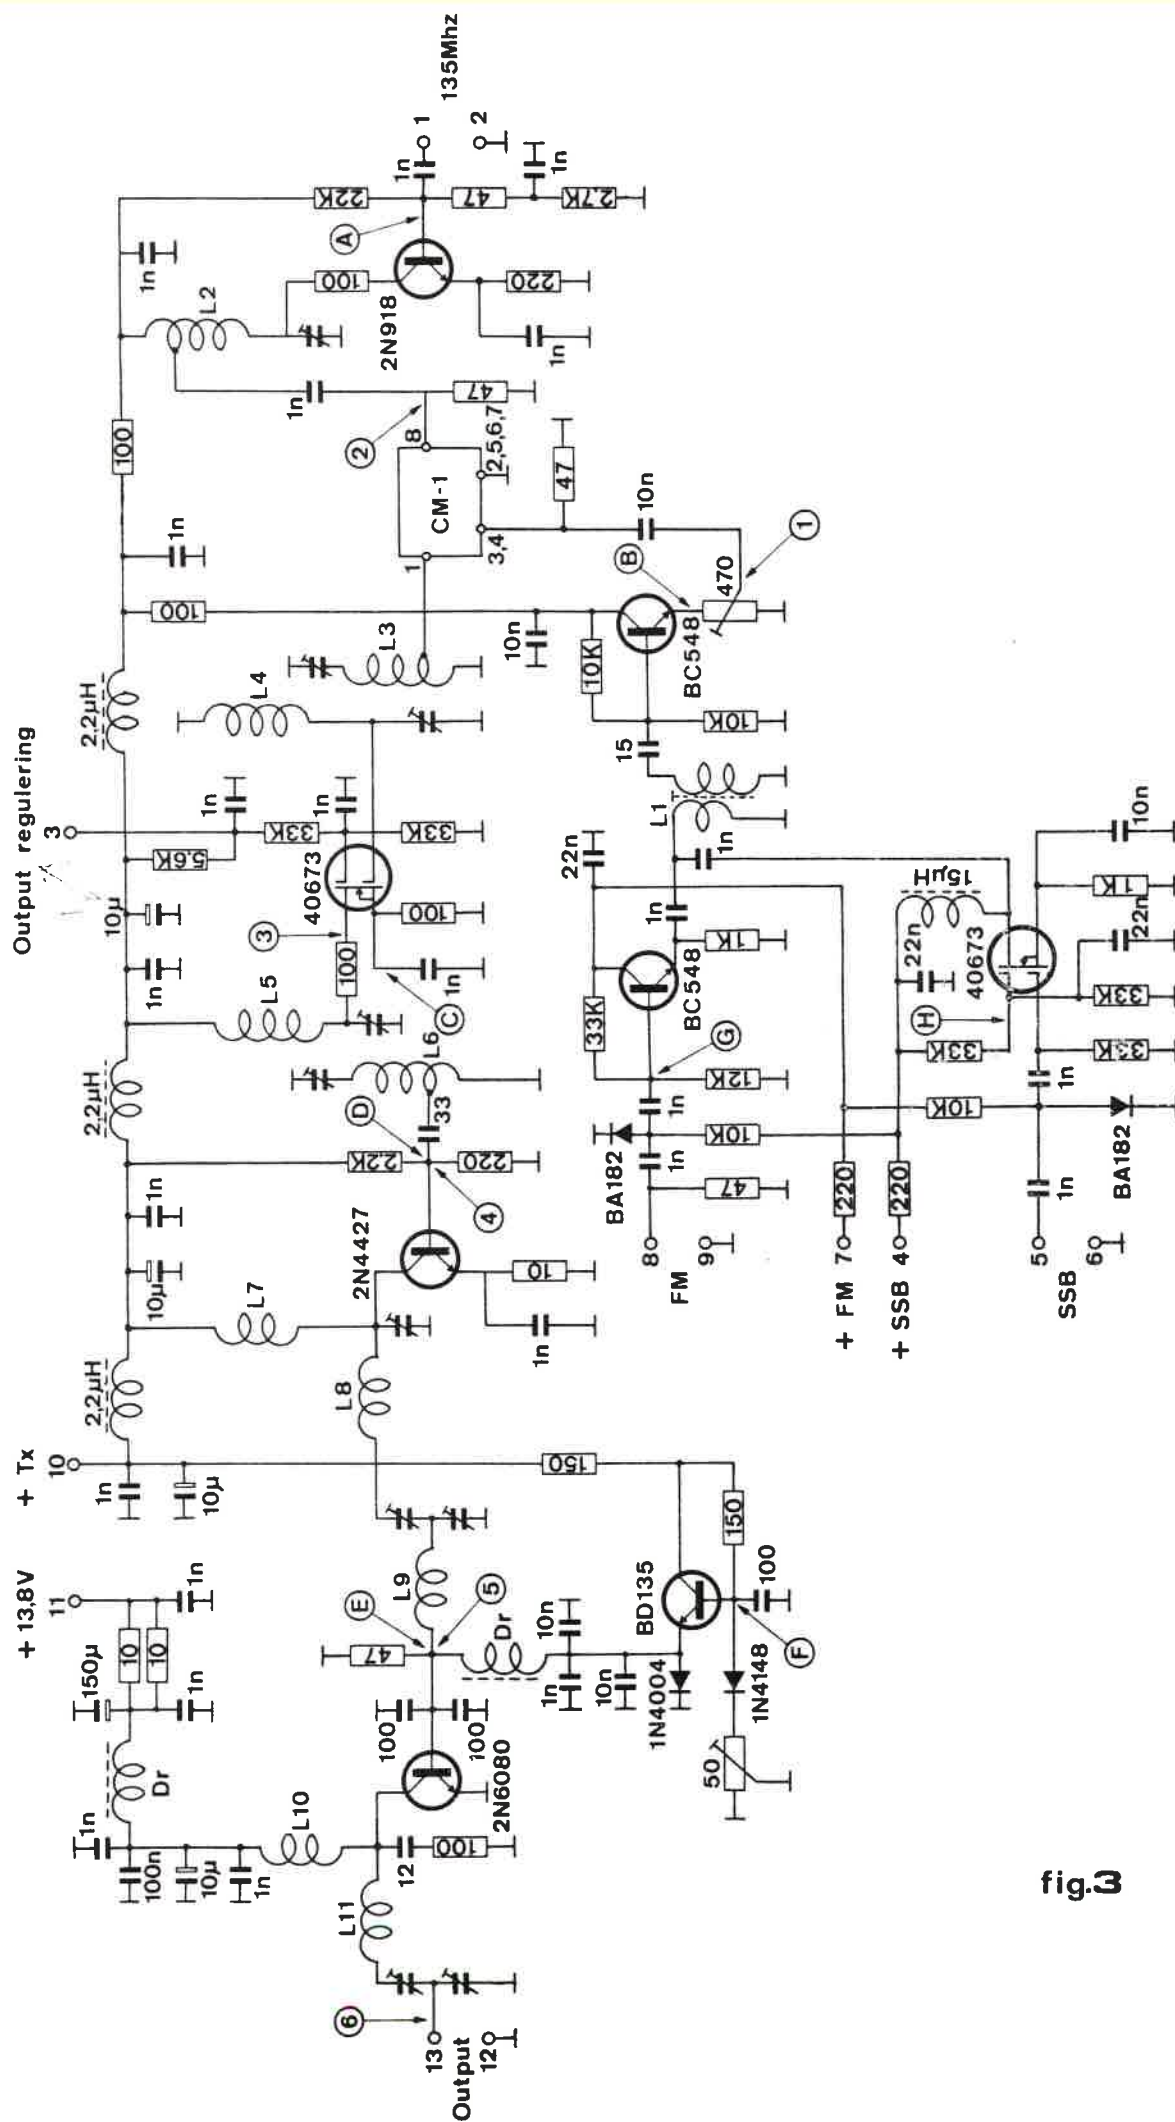 Output regulering
+ 13,8V
+ Tx
11
10
3
150µ
10µ
2,2µH
2,2µH
2,2µH
1n
1n
10
10
1n
1n
10µ
1n
1n
10µ
5.6K
1n
100
1n
Dr
100n
10µ
1n
10µ
1n
100
1n
L10
L7
L5
33K
L4
L2
22K
1n
135Mhz
1
6
L11
47
L8
2.2K
D
3
100
40673
1n
33K
L3
1n
2
100
A
2N918
13
Output
12
12
100
100
100
2N6080
E
5
L9
2N4427
4
220
33
L6
C
1n
100
1
CM-1
8
47
2,5,6,7
3,4
1n
220
47
1n
2.7K
2
Dr
1n
10n
10n
150
1n
10
10n
47
10n
22n
10K
33K
B
1N4004
BD135
BA182
1n
1n
G
BC548
1n
1n
L1
15
BC548
470
1
8
FM
9
47
10K
12K
1K
10K
50
1N4148
F
100
150
+ FM 7
220
+ SSB 4
220
10K
33K
H
22n
15µH
40673
5
SSB
6
1n
1n
BA182
33K
33K
22n
1K
10n
fig.3